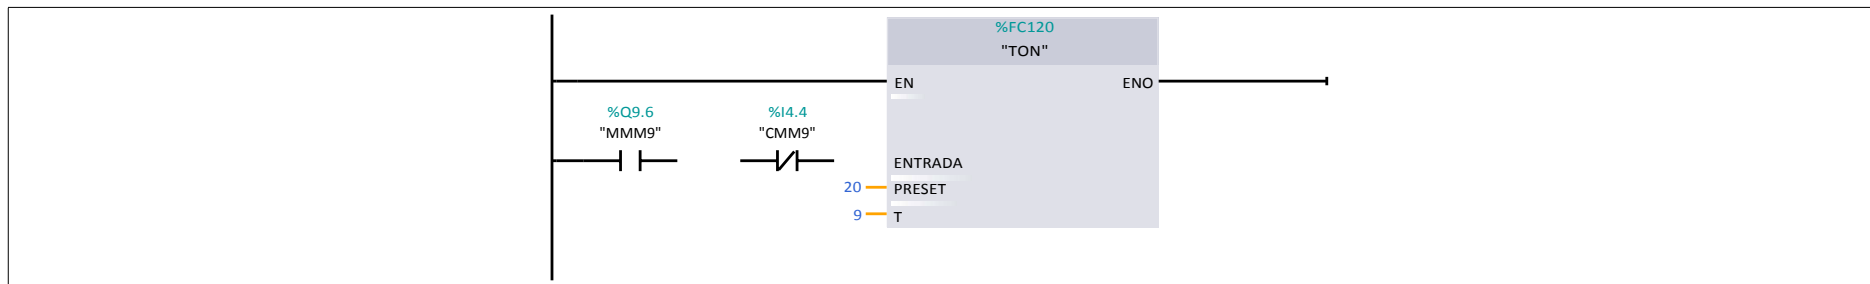 %FC120
"TON"
EN
ENO
%Q9.6
%I4.4
"MMM9"
"CMM9"
ENTRADA
20
PRESET
9
T